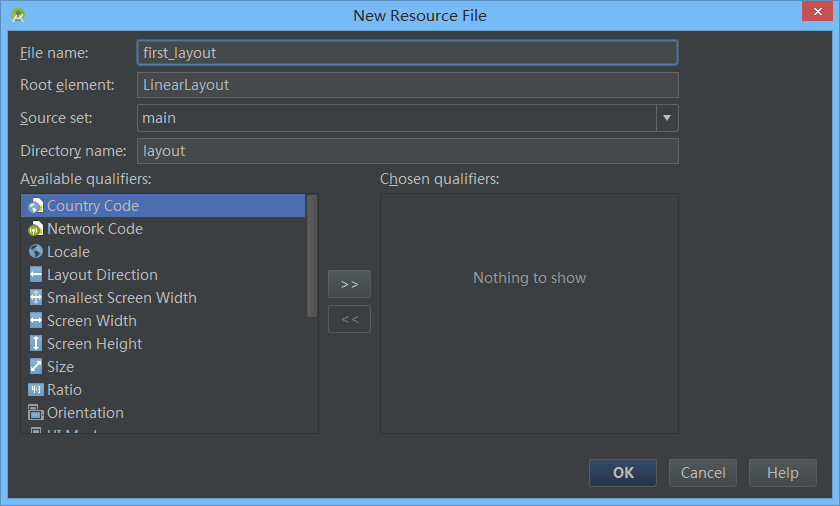 New Resource File
File name: first_layout
Root element: LinearLayout
Source set: main
Directory name: layout
Available qualifiers: Chosen qualifiers:
Country Code
Network Code
Locale
Layout Direction
Smallest Screen Width
Screen Width
Screen Height
Size
Ratio
Orientation
>>
<<
Nothing to show
OK Cancel Help